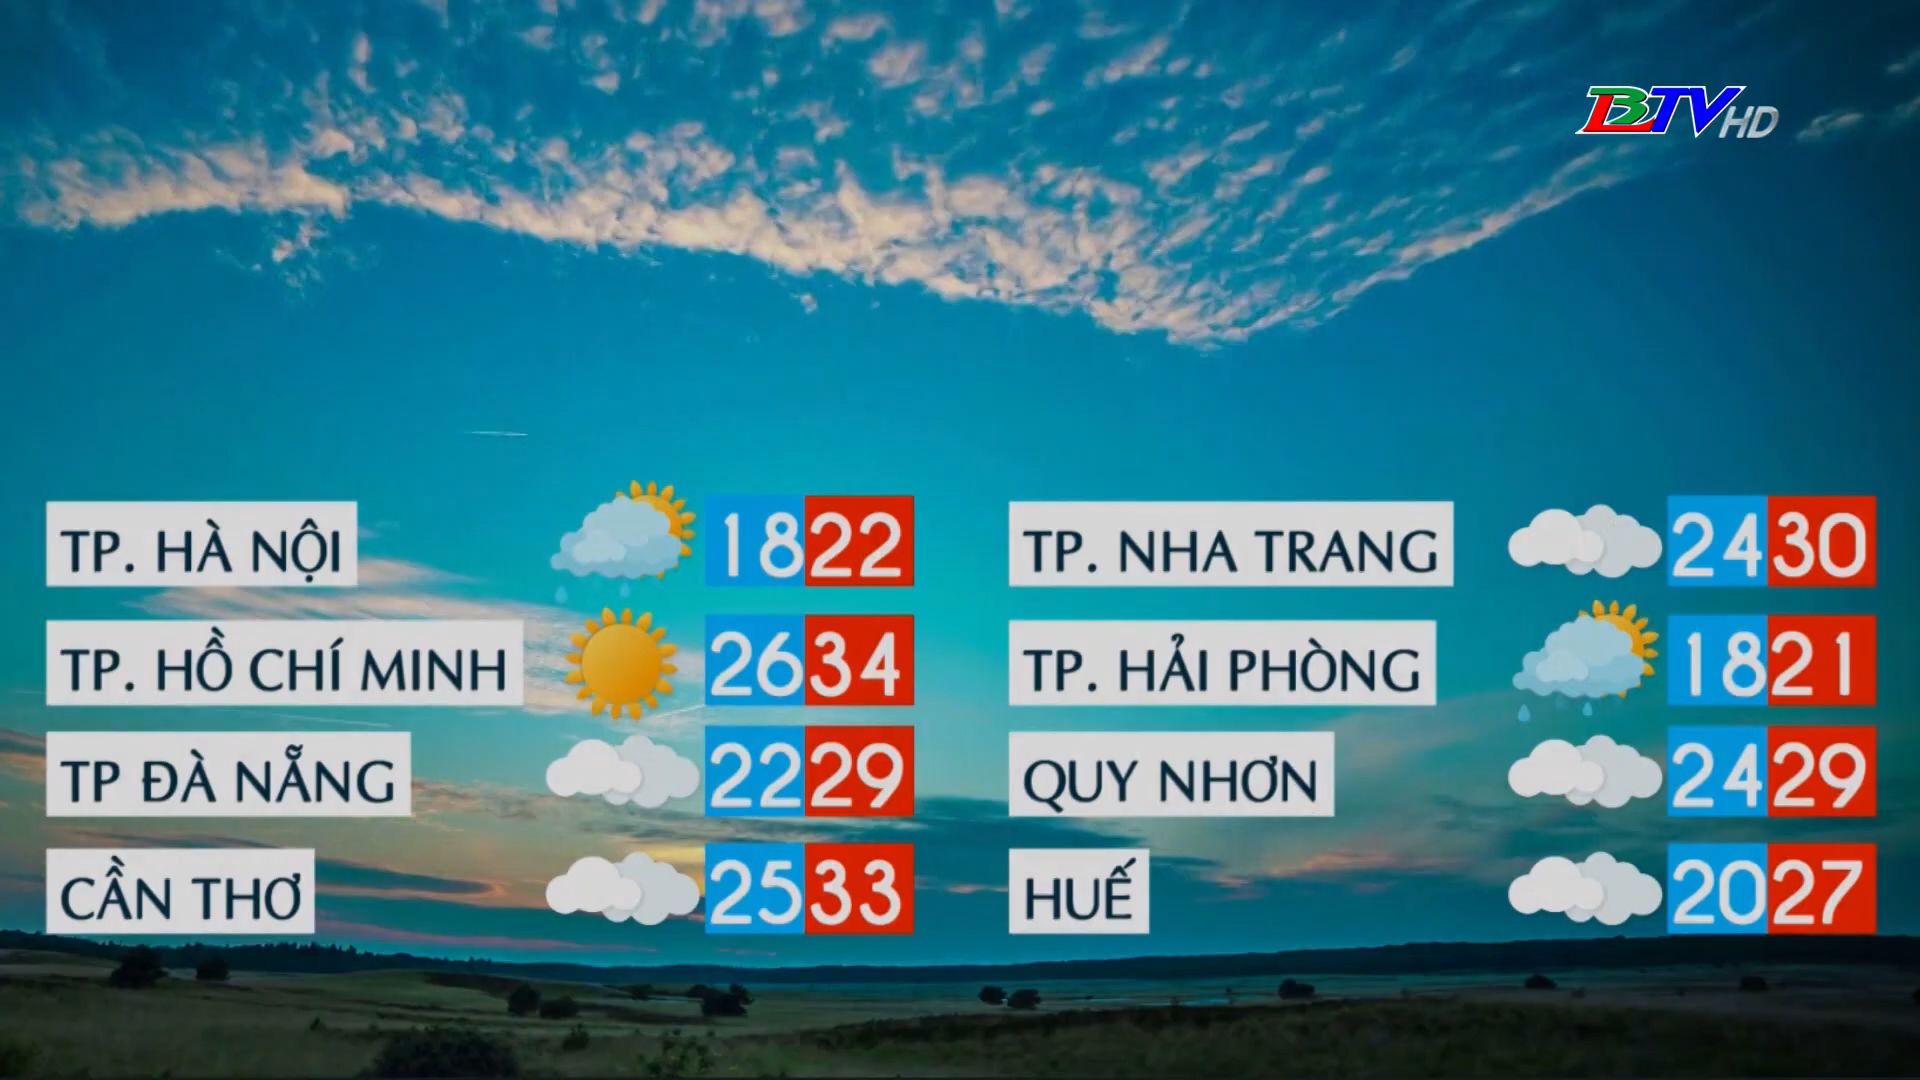 BTV HD
TP. HÀ NỘI 18 22
TP. HỒ CHÍ MINH 26 34
TP ĐÀ NẴNG 22 29
CẦN THƠ 25 33
TP. NHA TRANG 24 30
TP. HẢI PHÒNG 18 21
QUY NHƠN 24 29
HUẾ 20 27